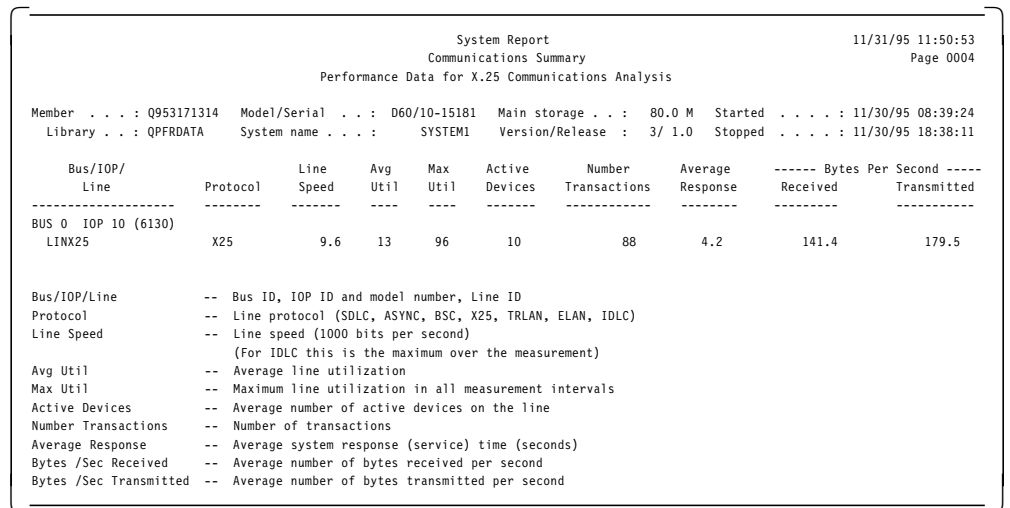 System Report 11/31/95 11:50:53
Communications Summary Page 0004
Performance Data for X.25 Communications Analysis
Member . . . : Q953171314 Model/Serial . . : D60/10-15181 Main storage . . : 80.0 M Started . . . . : 11/30/95 08:39:24
Library . . : QPFRDATA System name . . . : SYSTEM1 Version/Release : 3/ 1.0 Stopped . . . . : 11/30/95 18:38:11
Bus/IOP/ Line Avg Max Active Number Average ------ Bytes Per Second -----
Line Protocol Speed Util Util Devices Transactions Response Received Transmitted
------------------- -------- ------- ---- ---- ------- ------------ -------- --------- -----------
BUS 0 IOP 10 (6130)
LINX25 X25 9.6 13 96 10 88 4.2 141.4 179.5
Bus/IOP/Line -- Bus ID, IOP ID and model number, Line ID
Protocol -- Line protocol (SDLC, ASYNC, BSC, X25, TRLAN, ELAN, IDLC)
Line Speed -- Line speed (1000 bits per second)
(For IDLC this is the maximum over the measurement)
Avg Util -- Average line utilization
Max Util -- Maximum line utilization in all measurement intervals
Active Devices -- Average number of active devices on the line
Number Transactions -- Number of transactions
Average Response -- Average system response (service) time (seconds)
Bytes /Sec Received -- Average number of bytes received per second
Bytes /Sec Transmitted -- Average number of bytes transmitted per second